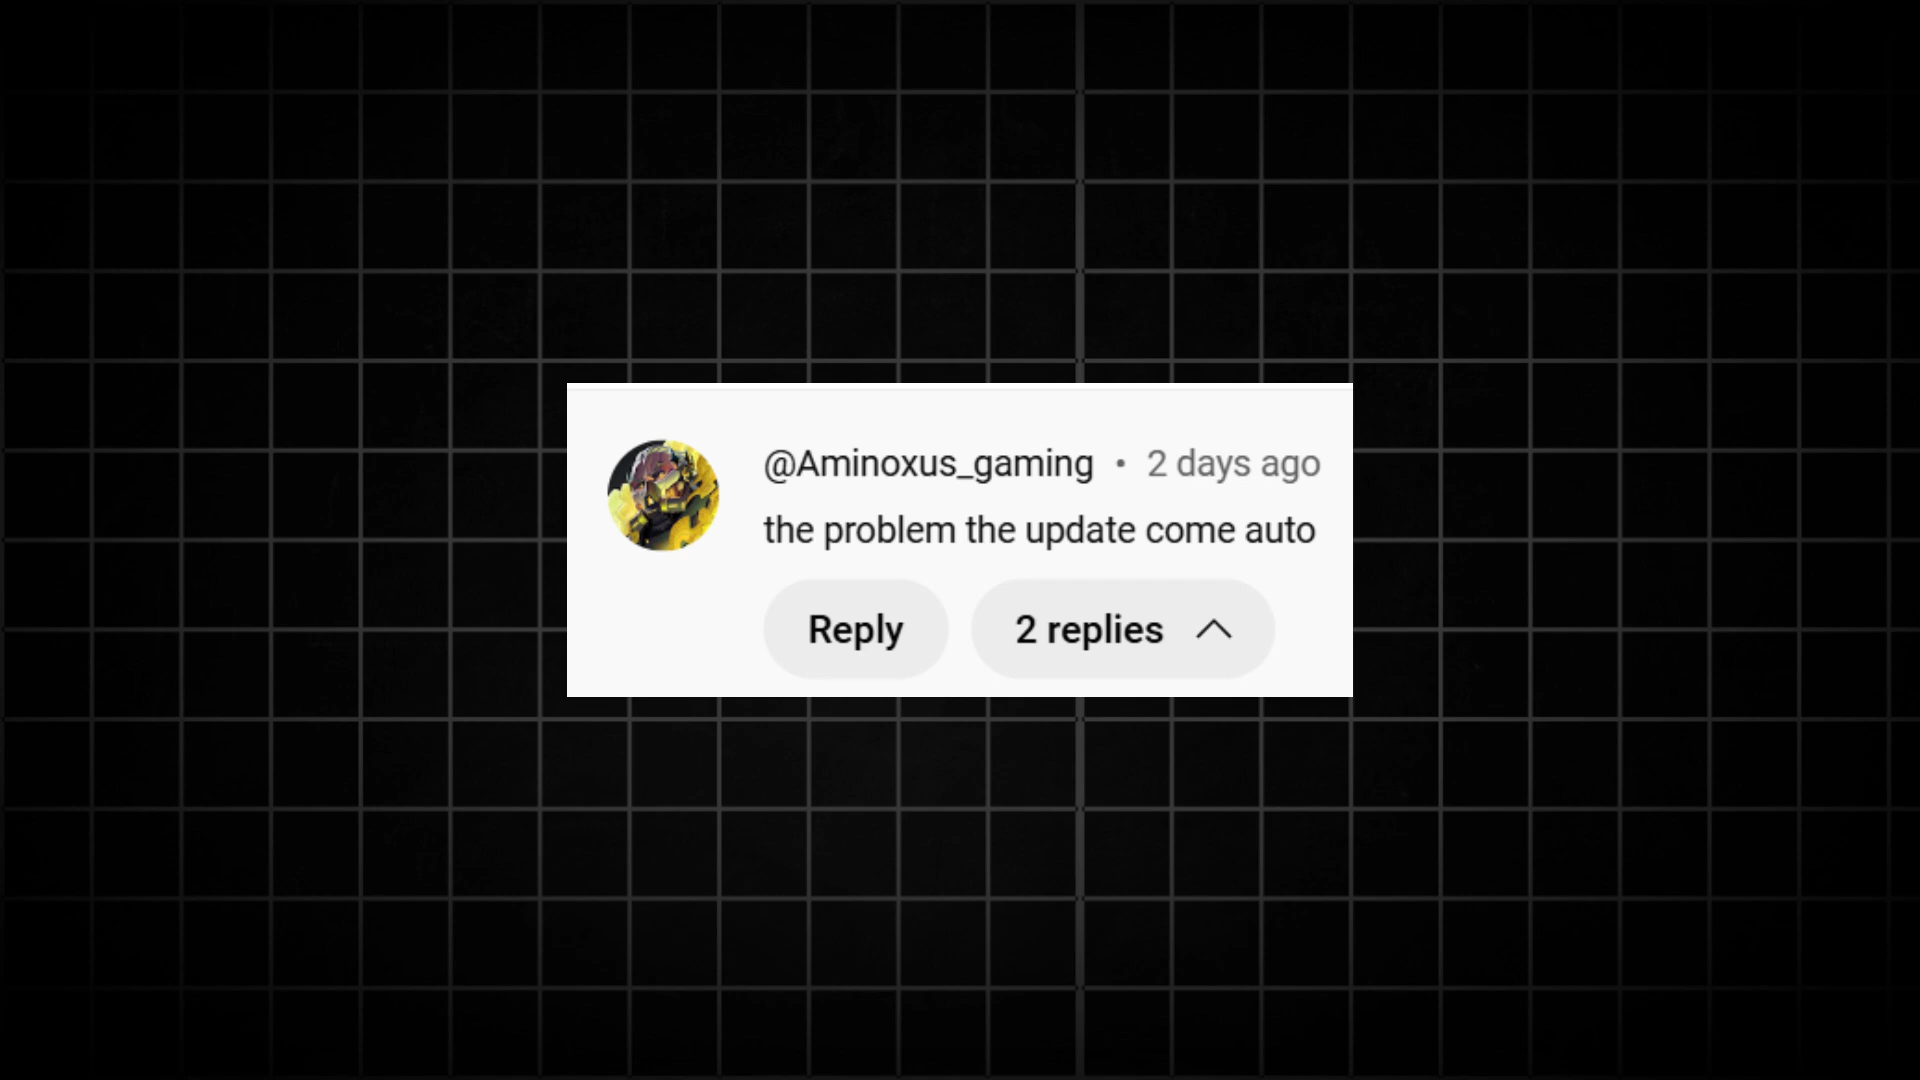 @Aminoxus_gaming • 2 days ago
the problem the update come auto
Reply 2 replies